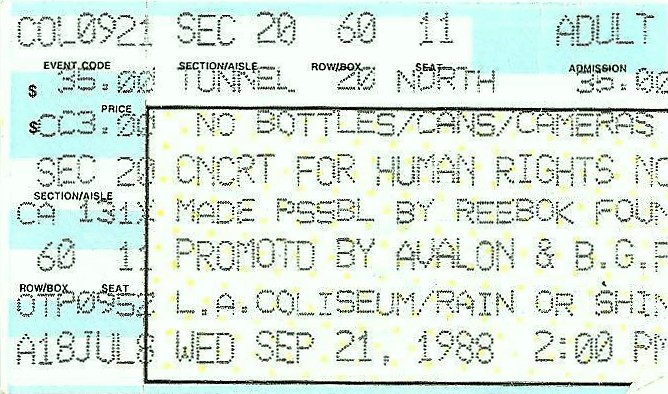 COL0921 SEC 20 60 11 ADULT
EVENT CODE SECTION/AISLE ROW/BOX SEAT ADMISSION
$ 35.00 TUNNEL 20 NORTH 35.00
PRICE
$ CC3.00 NO BOTTLES/CANS/CAMERAS
SEC 20 CNCRT FOR HUMAN RIGHTS NO
SECTION/AISLE
CA 131X MADE PSSBL BY REEBOK FOUN
60 11 PROMOTD BY AVALON & B.G.P
ROW/BOX SEAT
L.A.COLISEUM/RAIN OR SHIN
A18JUL8 WED SEP 21, 1988 2:00 PM